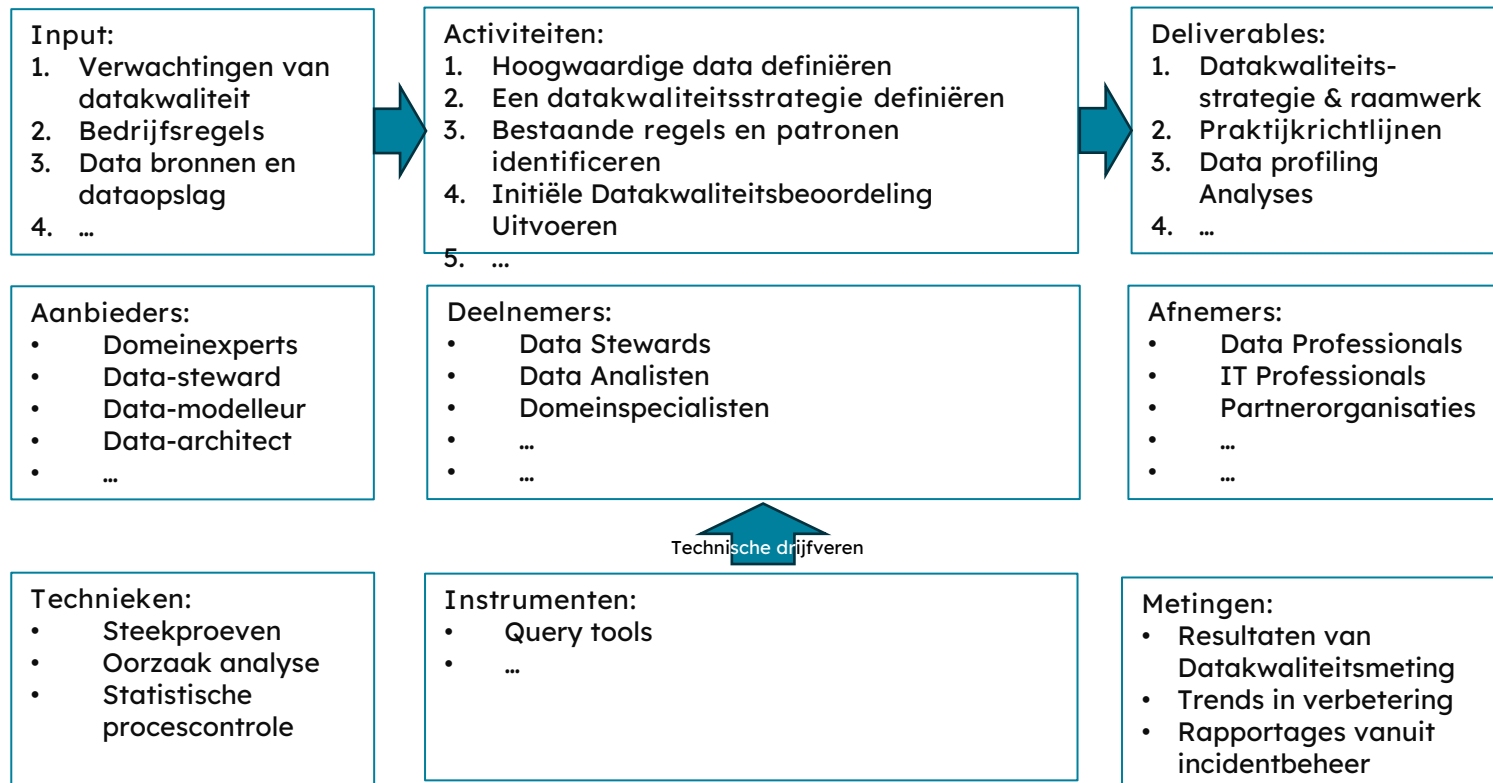 Input:
1. Verwachtingen van
datakwaliteit
2. Bedrijfsregels
3. Data bronnen en
dataopslag
4. …
Activiteiten:
1. Hoogwaardige data definiëren
2. Een datakwaliteitsstrategie definiëren
3. Bestaande regels en patronen
identificeren
4. Initiële Datakwaliteitsbeoordeling
Uitvoeren
5. ...
Deliverables:
1. Datakwaliteits-
strategie & raamwerk
2. Praktijkrichtlijnen
3. Data profiling
Analyses
4. …
Aanbieders:
• Domeinexperts
• Data-steward
• Data-modelleur
• Data-architect
• …
Deelnemers:
• Data Stewards
• Data Analisten
• Domeinspecialisten
• …
• …
Afnemers:
• Data Professionals
• IT Professionals
• Partnerorganisaties
• …
• …
Technische drijfveren
Technieken:
• Steekproeven
• Oorzaak analyse
• Statistische
procescontrole
Instrumenten:
• Query tools
• …
Metingen:
• Resultaten van
Datakwaliteitsmeting
• Trends in verbetering
• Rapportages vanuit
incidentbeheer